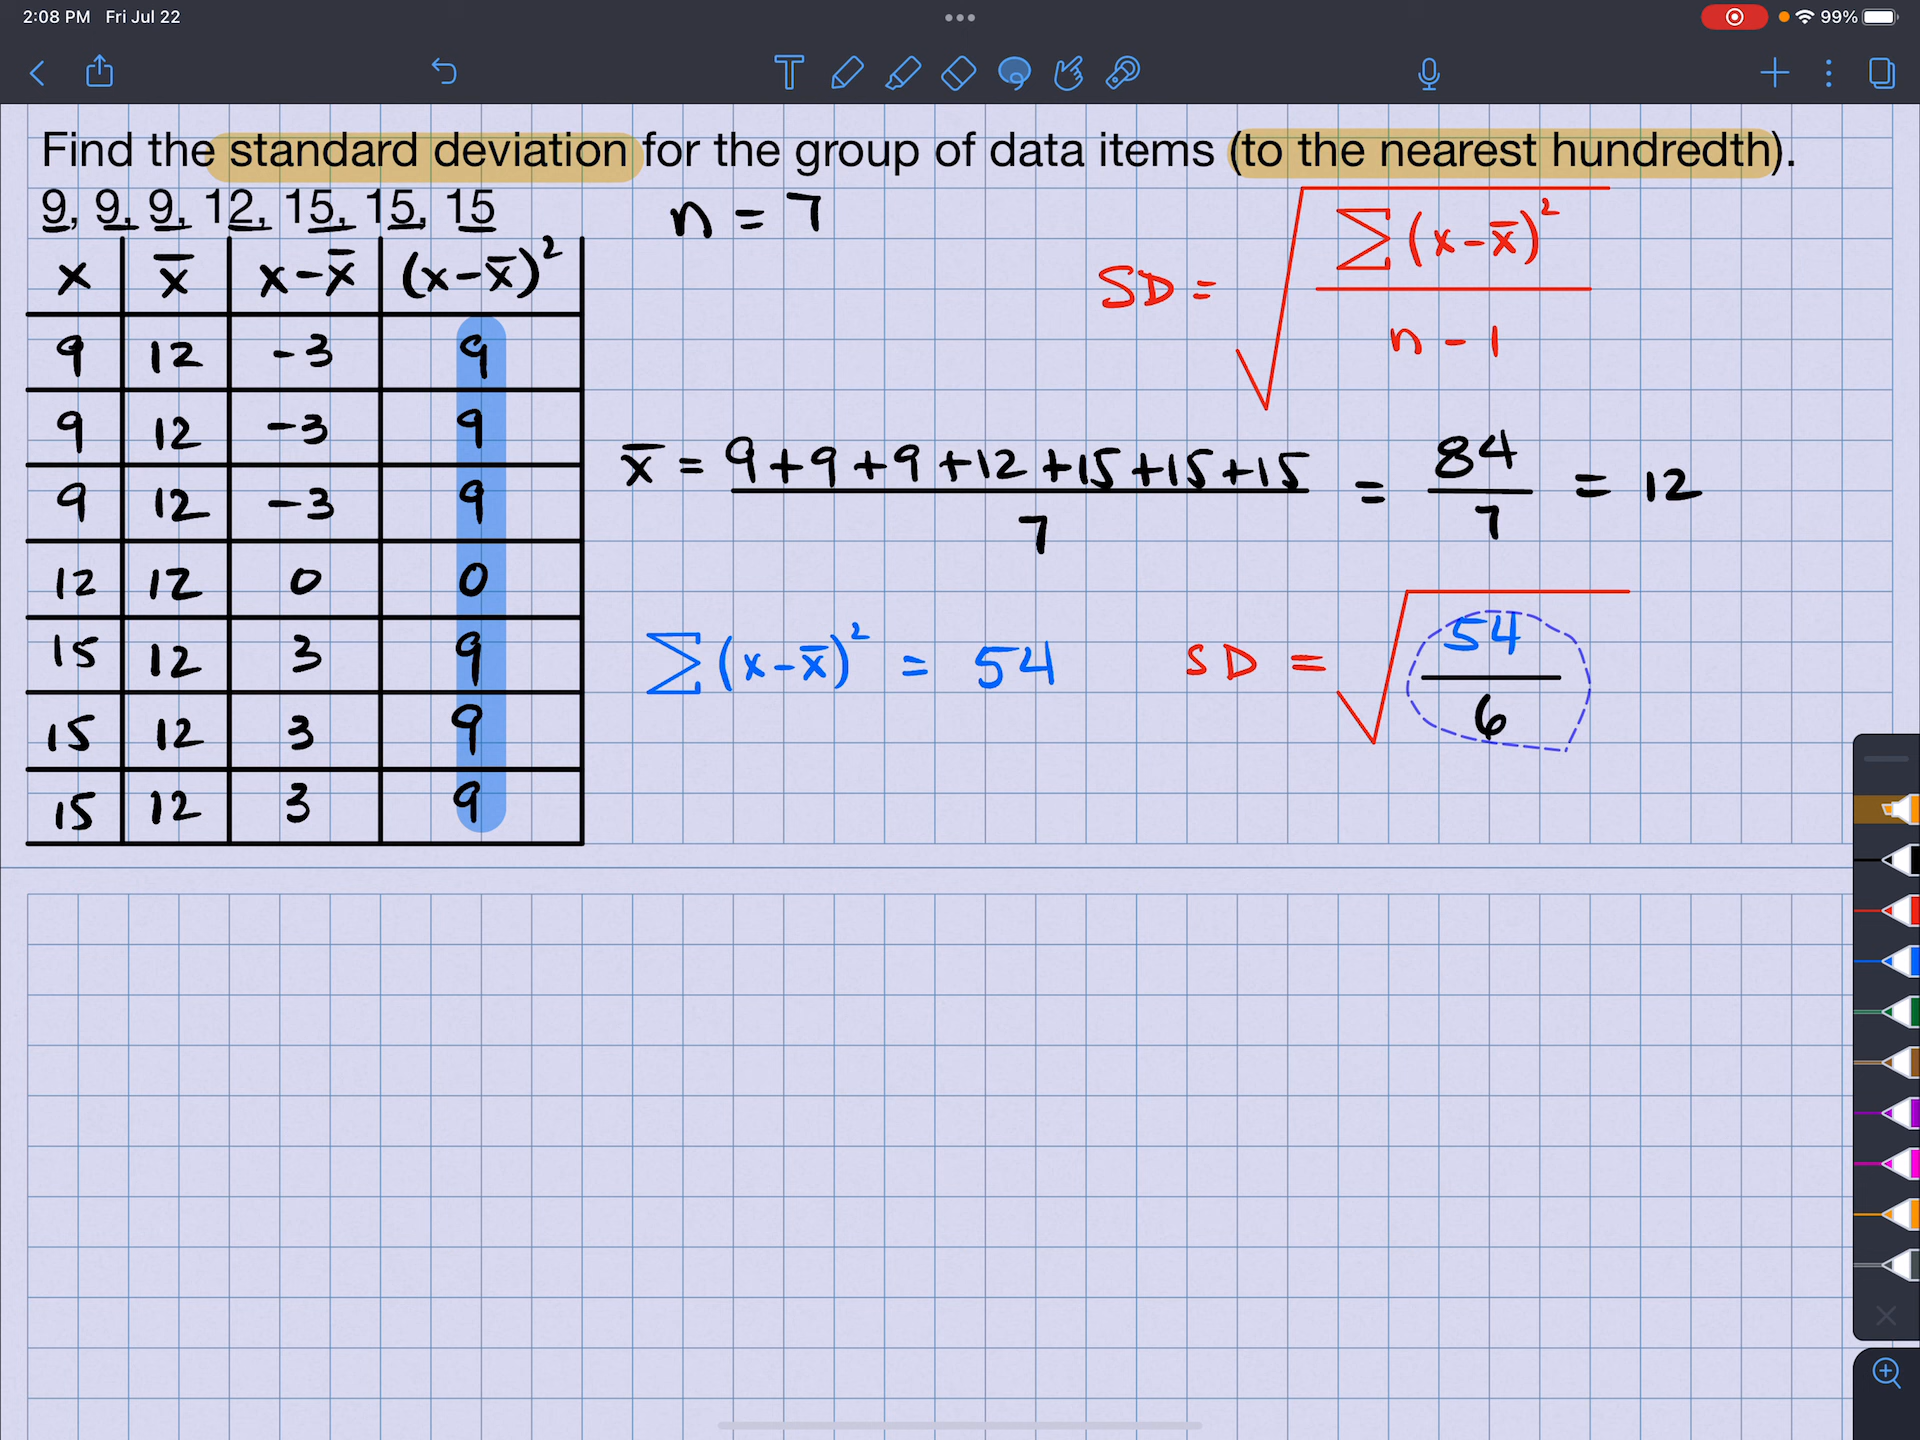 2:08 PM Fri Jul 22
99%
Find the standard deviation for the group of data items (to the nearest hundredth).
9, 9, 9, 12, 15, 15, 15
n = 7
SD = √(Σ(x-x̄)² / n-1)
x x̄ x-x̄ (x-x̄)²
9 12 -3 9
9 12 -3 9
9 12 -3 9
12 12 0 0
15 12 3 9
15 12 3 9
15 12 3 9
x̄ = 9+9+9+12+15+15+15 / 7 = 84 / 7 = 12
Σ(x-x̄)² = 54
SD = √(54 / 6)